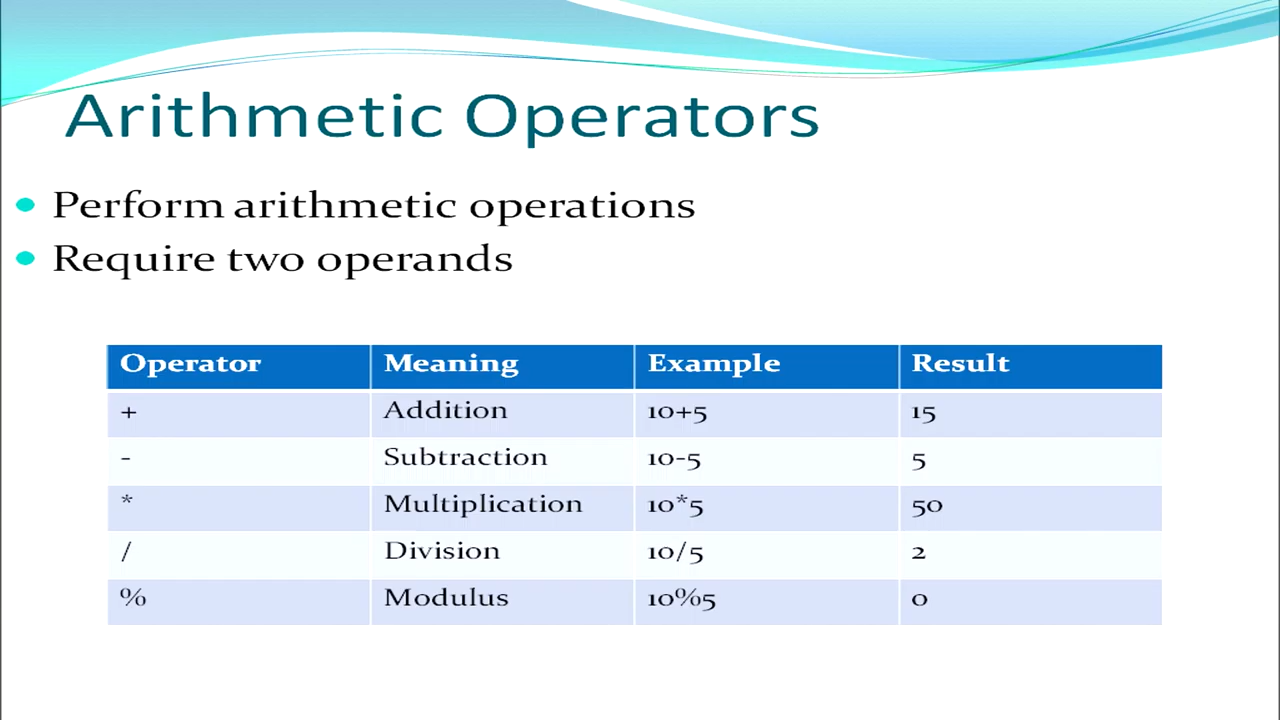 Arithmetic Operators
Perform arithmetic operations
Require two operands
Operator Meaning Example Result
+ Addition 10+5 15
- Subtraction 10-5 5
* Multiplication 10*5 50
/ Division 10/5 2
% Modulus 10%5 0